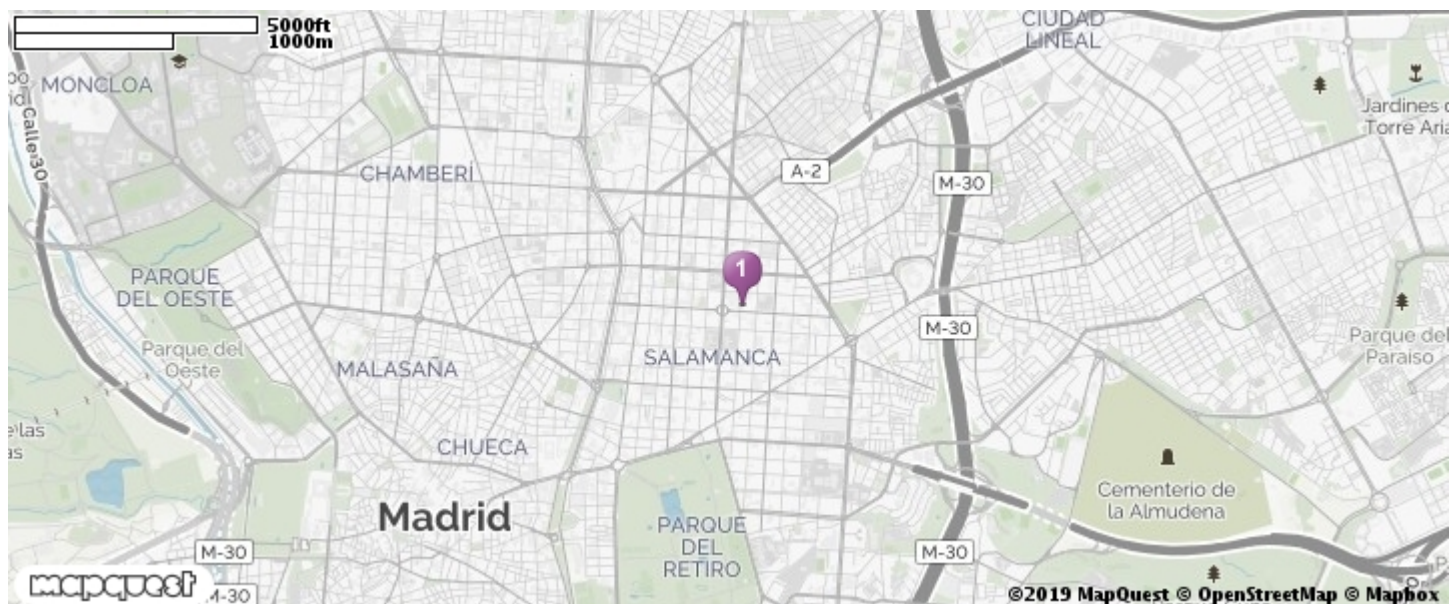 5000ft
1000m
CIUDAD
LINEAL
MONCLOA
Calle 30
Jardines
Torre
CHAMBERÍ
A-2
M-30
PARQUE
DEL OESTE
1
M-30
Parque del
Oeste
MALASAÑA
SALAMANCA
Parque del
Paraiso
CHUECA
Cementerio de
la Almudena
Madrid
PARQUE
DEL
RETIRO
M-30
M-30
mapquest
M-30
©2019 MapQuest © OpenStreetMap © Mapbox